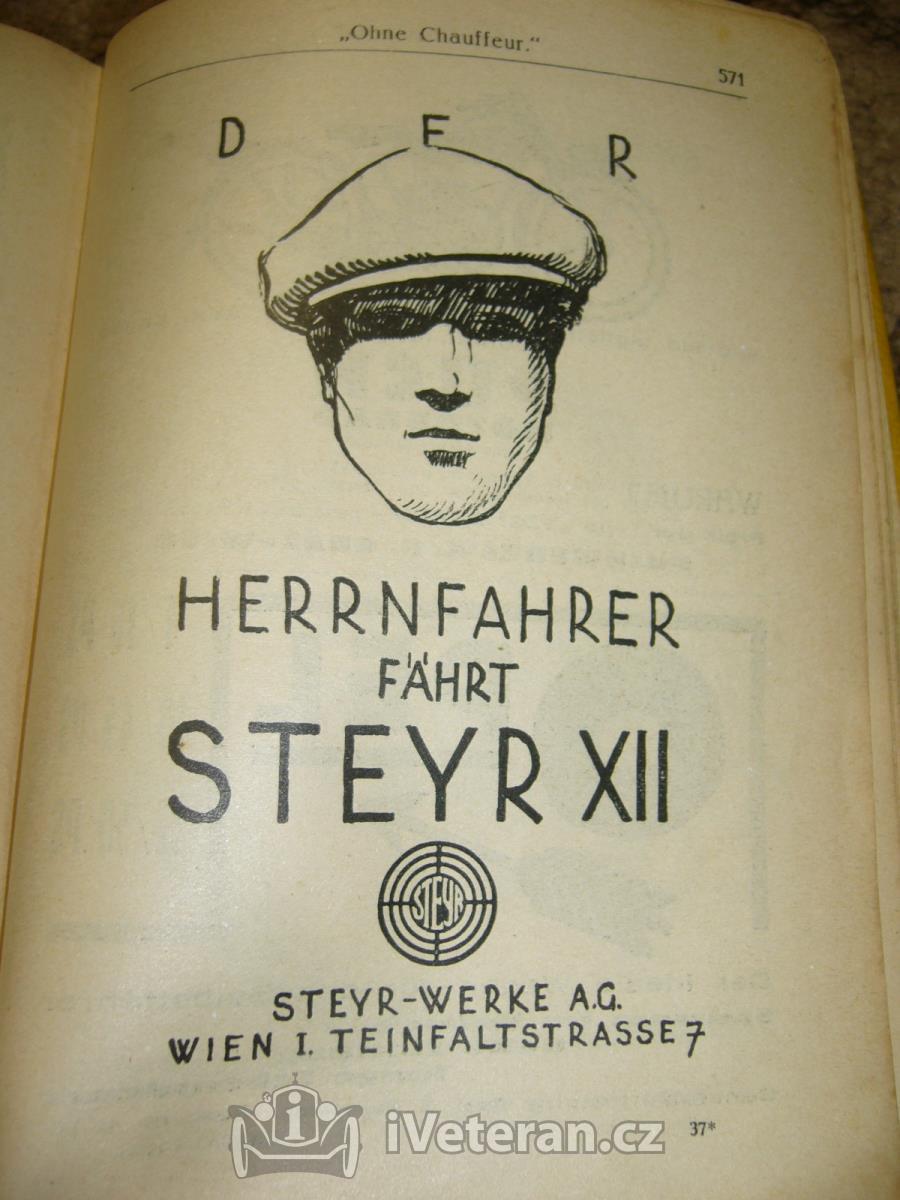 „Ohne Chauffeur.“
571
D E R
HERRNFAHRER
FÄHRT
STEYR XII
STEYR
STEYR-WERKE A.G.
WIEN I. TEINFALTSTRASSE 7
37*
i
iVeteran.cz